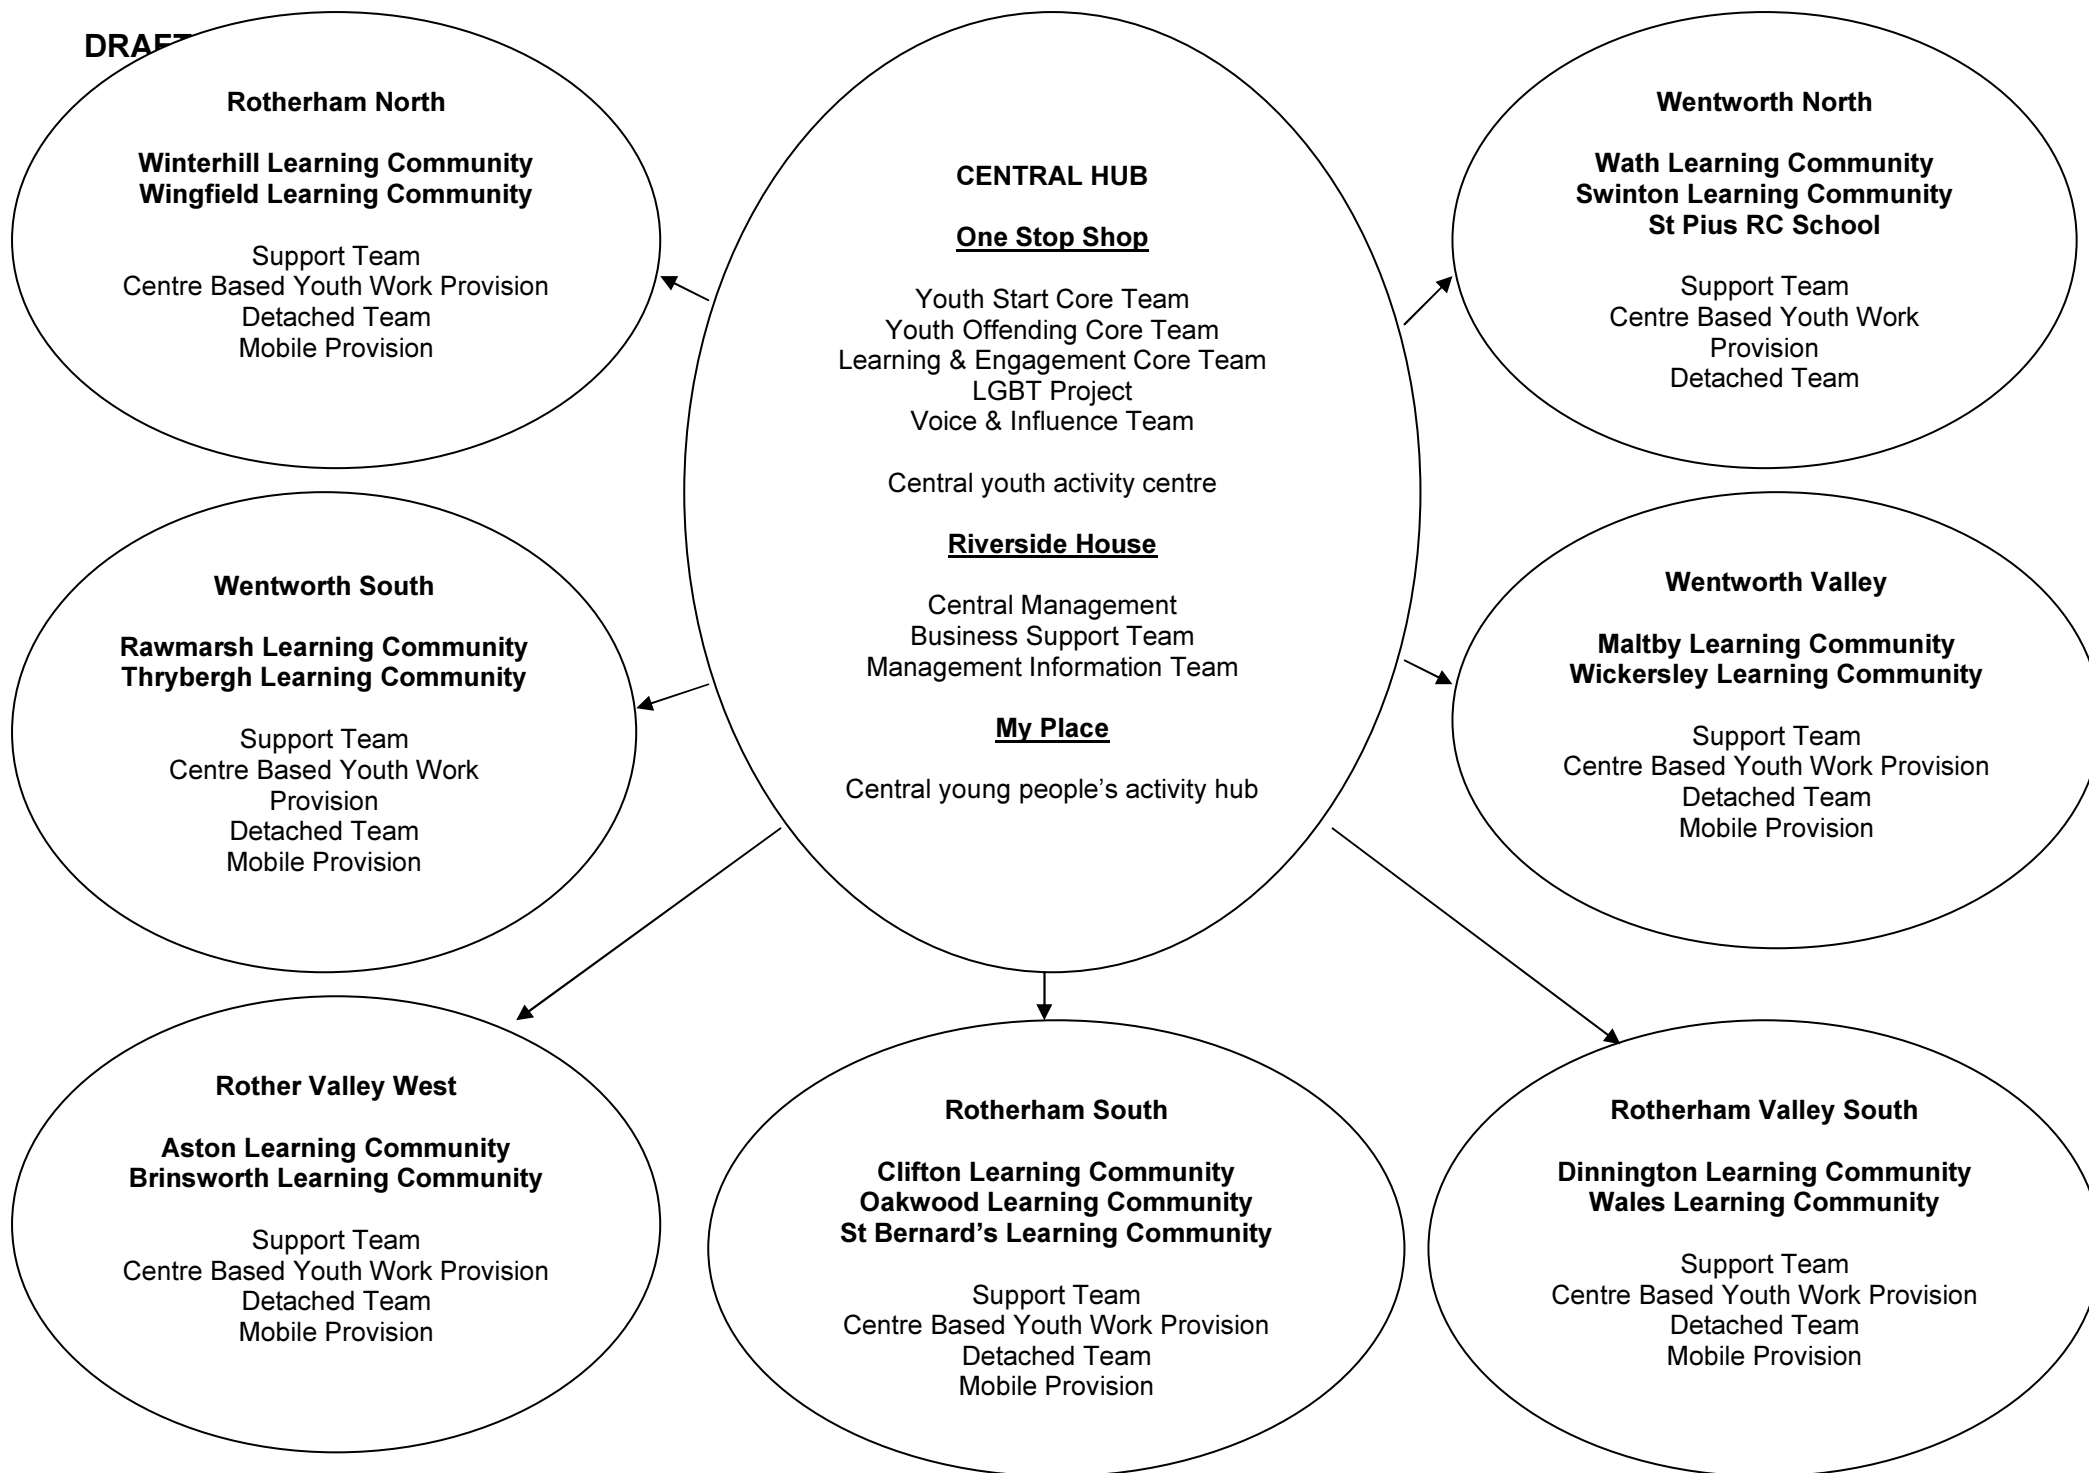 DRAFT
Rotherham North
Winterhill Learning Community
Wingfield Learning Community
Support Team
Centre Based Youth Work Provision
Detached Team
Mobile Provision
CENTRAL HUB
One Stop Shop
Youth Start Core Team
Youth Offending Core Team
Learning & Engagement Core Team
LGBT Project
Voice & Influence Team
Central youth activity centre
Riverside House
Central Management
Business Support Team
Management Information Team
My Place
Central young people’s activity hub
Wentworth North
Wath Learning Community
Swinton Learning Community
St Pius RC School
Support Team
Centre Based Youth Work
Provision
Detached Team
Wentworth South
Rawmarsh Learning Community
Thrybergh Learning Community
Support Team
Centre Based Youth Work
Provision
Detached Team
Mobile Provision
Wentworth Valley
Maltby Learning Community
Wickersley Learning Community
Support Team
Centre Based Youth Work Provision
Detached Team
Mobile Provision
Rother Valley West
Aston Learning Community
Brinsworth Learning Community
Support Team
Centre Based Youth Work Provision
Detached Team
Mobile Provision
Rotherham South
Clifton Learning Community
Oakwood Learning Community
St Bernard’s Learning Community
Support Team
Centre Based Youth Work Provision
Detached Team
Mobile Provision
Rotherham Valley South
Dinnington Learning Community
Wales Learning Community
Support Team
Centre Based Youth Work Provision
Detached Team
Mobile Provision